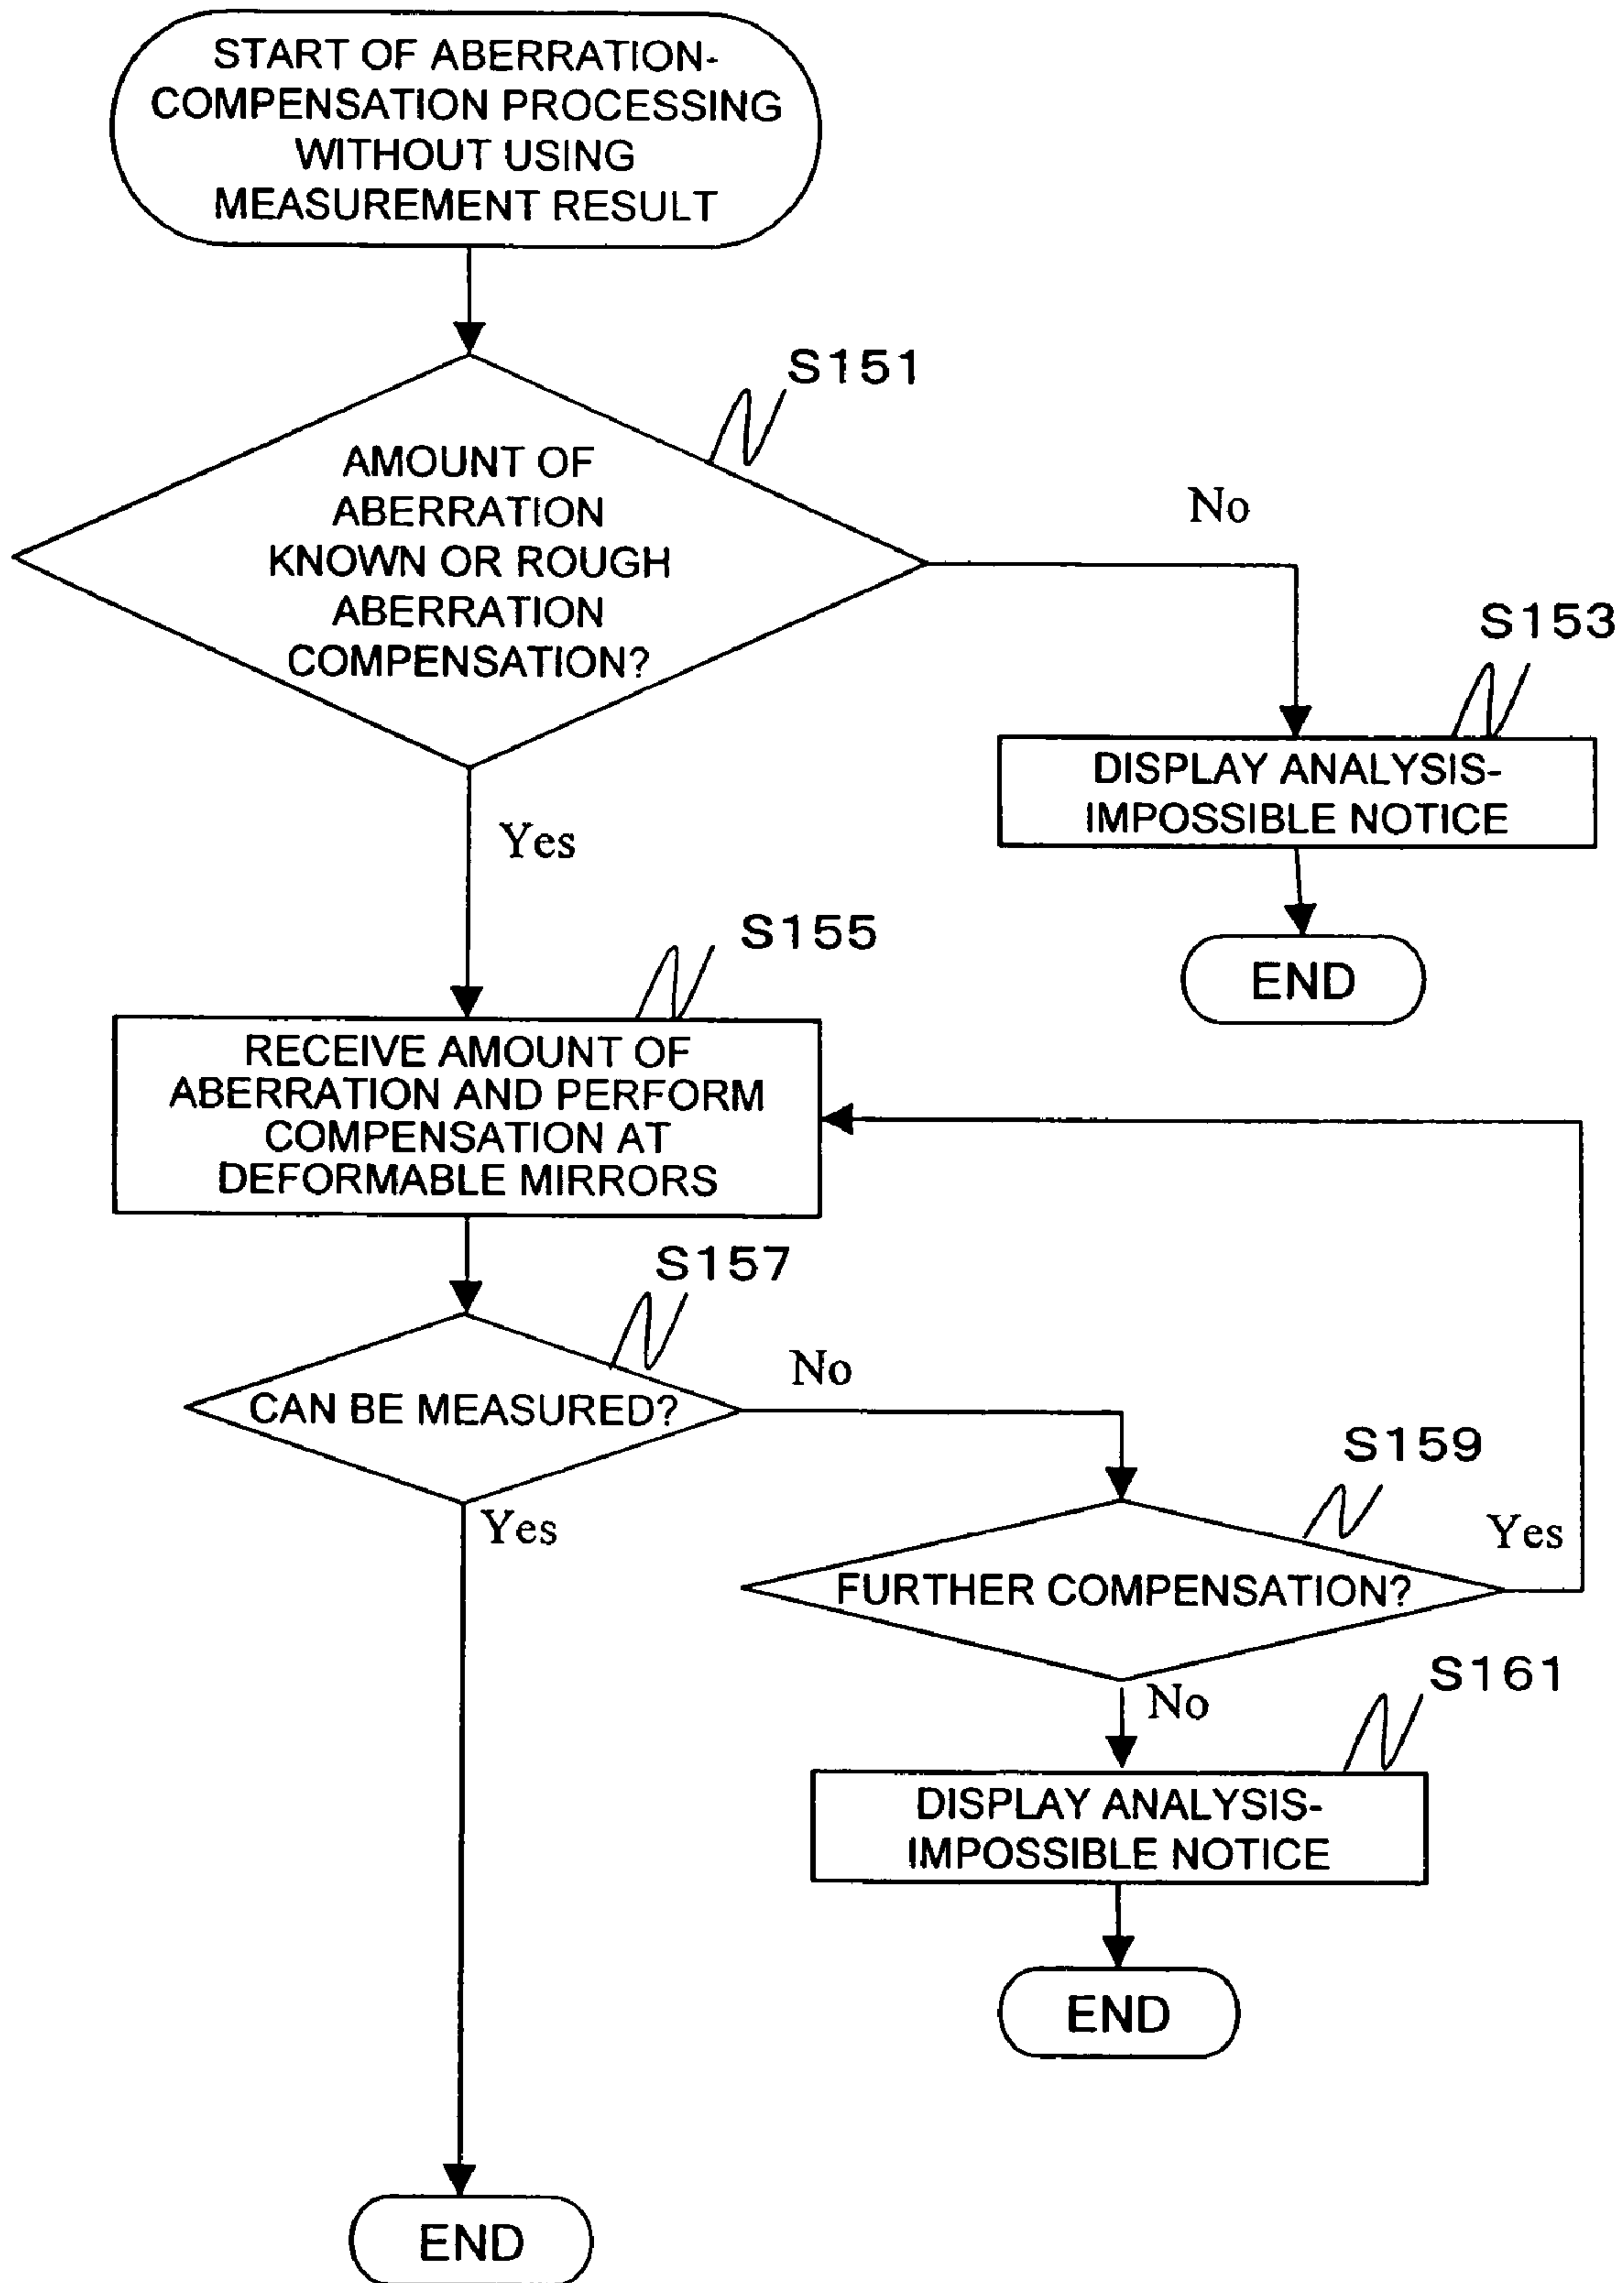 START OF ABERRATION-
COMPENSATION PROCESSING
WITHOUT USING
MEASUREMENT RESULT
S151
AMOUNT OF
ABERRATION
KNOWN OR ROUGH
ABERRATION
COMPENSATION?
No
S153
DISPLAY ANALYSIS-
IMPOSSIBLE NOTICE
END
Yes
S155
RECEIVE AMOUNT OF
ABERRATION AND PERFORM
COMPENSATION AT
DEFORMABLE MIRRORS
S157
CAN BE MEASURED?
No
S159
FURTHER COMPENSATION?
Yes
No
S161
DISPLAY ANALYSIS-
IMPOSSIBLE NOTICE
END
Yes
END